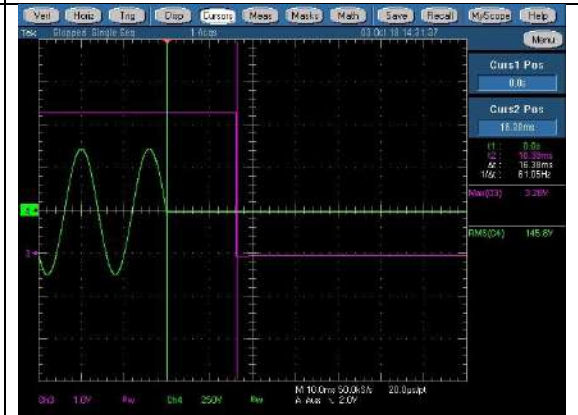 Vert Horiz Trig Disp Cursors Meas Masks Math Save Recall MyScope Help
Tek Stopped Single Seq 1 Acqs 03 Oct 18 14:31:37
Menu
Curs1 Pos
0.0s
Curs2 Pos
16.38ms
t1 : 0.0s
t2 : 16.38ms
Δt : 16.38ms
1/Δt : 61.05Hz
Max(C3) 3.26V
RMS(C4) 145.8V
Ch3 1.0V Ch4 250V
M 10.0ms 50.0kS/s 20.0µs/pt
A Aux 2.0V